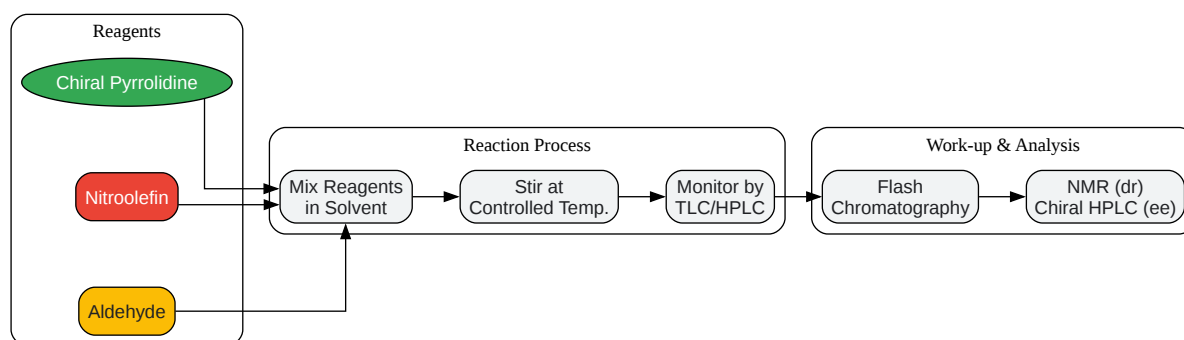 Reagents
Chiral Pyrrolidine
Nitroolefin
Aldehyde
Reaction Process
Mix Reagents
in Solvent
Stir at
Controlled Temp.
Monitor by
TLC/HPLC
Work-up & Analysis
Flash
Chromatography
NMR (dr)
Chiral HPLC (ee)